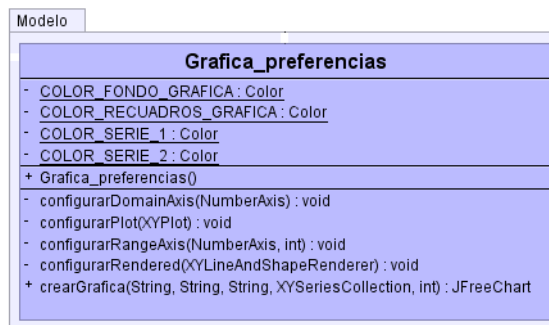 Modelo
Grafica_preferencias
- COLOR_FONDO_GRAFICA : Color
- COLOR_RECUADROS_GRAFICA : Color
- COLOR_SERIE_1 : Color
- COLOR_SERIE_2 : Color
+ Grafica_preferencias()
- configurarDomainAxis(NumberAxis) : void
- configurarPlot(XYPlot) : void
- configurarRangeAxis(NumberAxis, int) : void
- configurarRendered(XYLineAndShapeRenderer) : void
+ crearGrafica(String, String, String, XYSeriesCollection, int) : JFreeChart